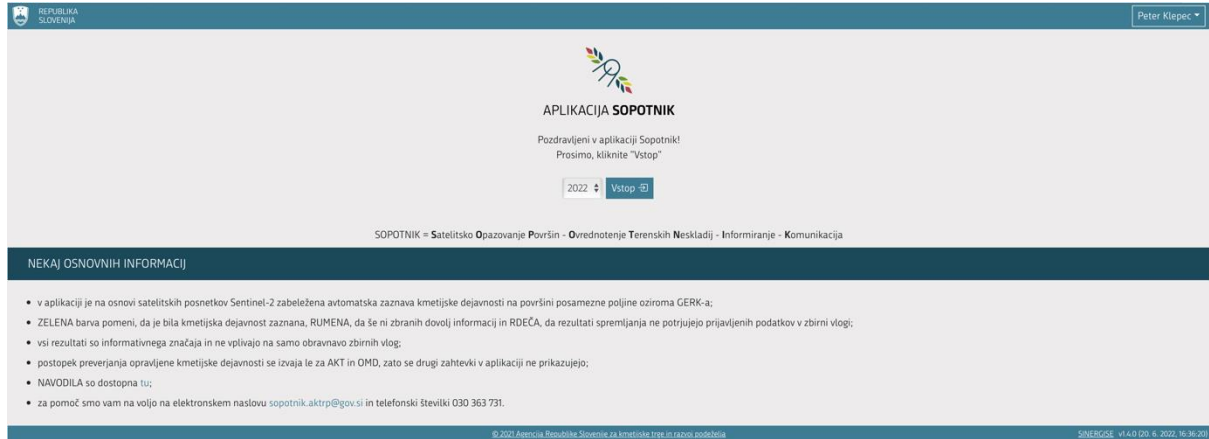 REPUBLIKA
SLOVENIJA
Peter Klepec
APLIKACIJA SOPOTNIK
Pozdravljeni v aplikaciji Sopotnik!
Prosimo, kliknite "Vstop"
2022 Vstop
SOPOTNIK = Satelitsko Opazovanje Površin - Ovrednotenje Terenskih Neskladij - Informiranje - Komunikacija
NEKAJ OSNOVNIH INFORMACIJ
• v aplikaciji je na osnovi satelitskih posnetkov Sentinel-2 zabeležena avtomatska zaznava kmetijske dejavnosti na površini posamezne poljine oziroma GERK-a;
• ZELENA barva pomeni, da je bila kmetijska dejavnost zaznana, RUMENA, da še ni zbranih dovolj informacij in RDEČA, da rezultati spremljanja ne potrjujejo prijavljenih podatkov v zbirni vlogi;
• vsi rezultati so informativnega značaja in ne vplivajo na samo obravnavo zbirnih vlog;
• postopek preverjanja opravljene kmetijske dejavnosti se izvaja le za AKT in OMD, zato se drugi zahtevki v aplikaciji ne prikazujejo;
• NAVODILA so dostopna tu;
• za pomoč smo vam na voljo na elektronskem naslovu sopotnik.aktrp@gov.si in telefonski številki 030 363 731.
© 2021 Agencija Republike Slovenije za kmetijske trge in razvoj podeželja
SINERGISE v1.4.0 (20. 6. 2022, 16:36:20)